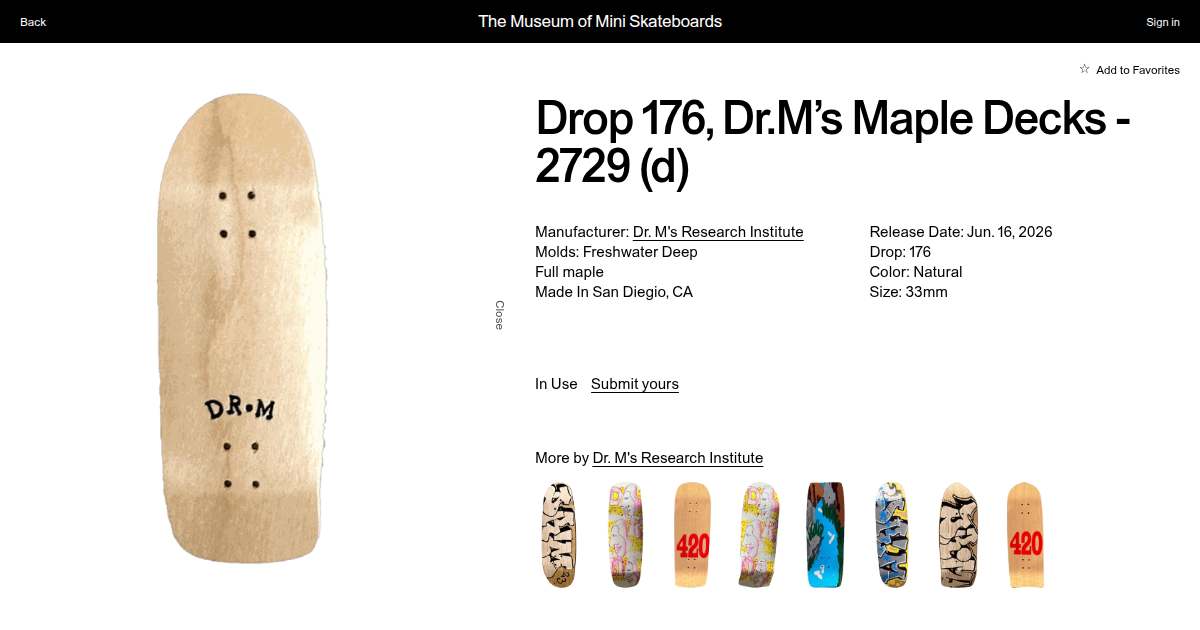 Back
The Museum of Mini Skateboards
Sign in
☆ Add to Favorites
Drop 176, Dr.M’s Maple Decks -
2729 (d)
Manufacturer: Dr. M's Research Institute
Molds: Freshwater Deep
Full maple
Made In San Diegio, CA
Release Date: Jun. 16, 2026
Drop: 176
Color: Natural
Size: 33mm
DR•M
Close
In Use Submit yours
More by Dr. M's Research Institute
420
420